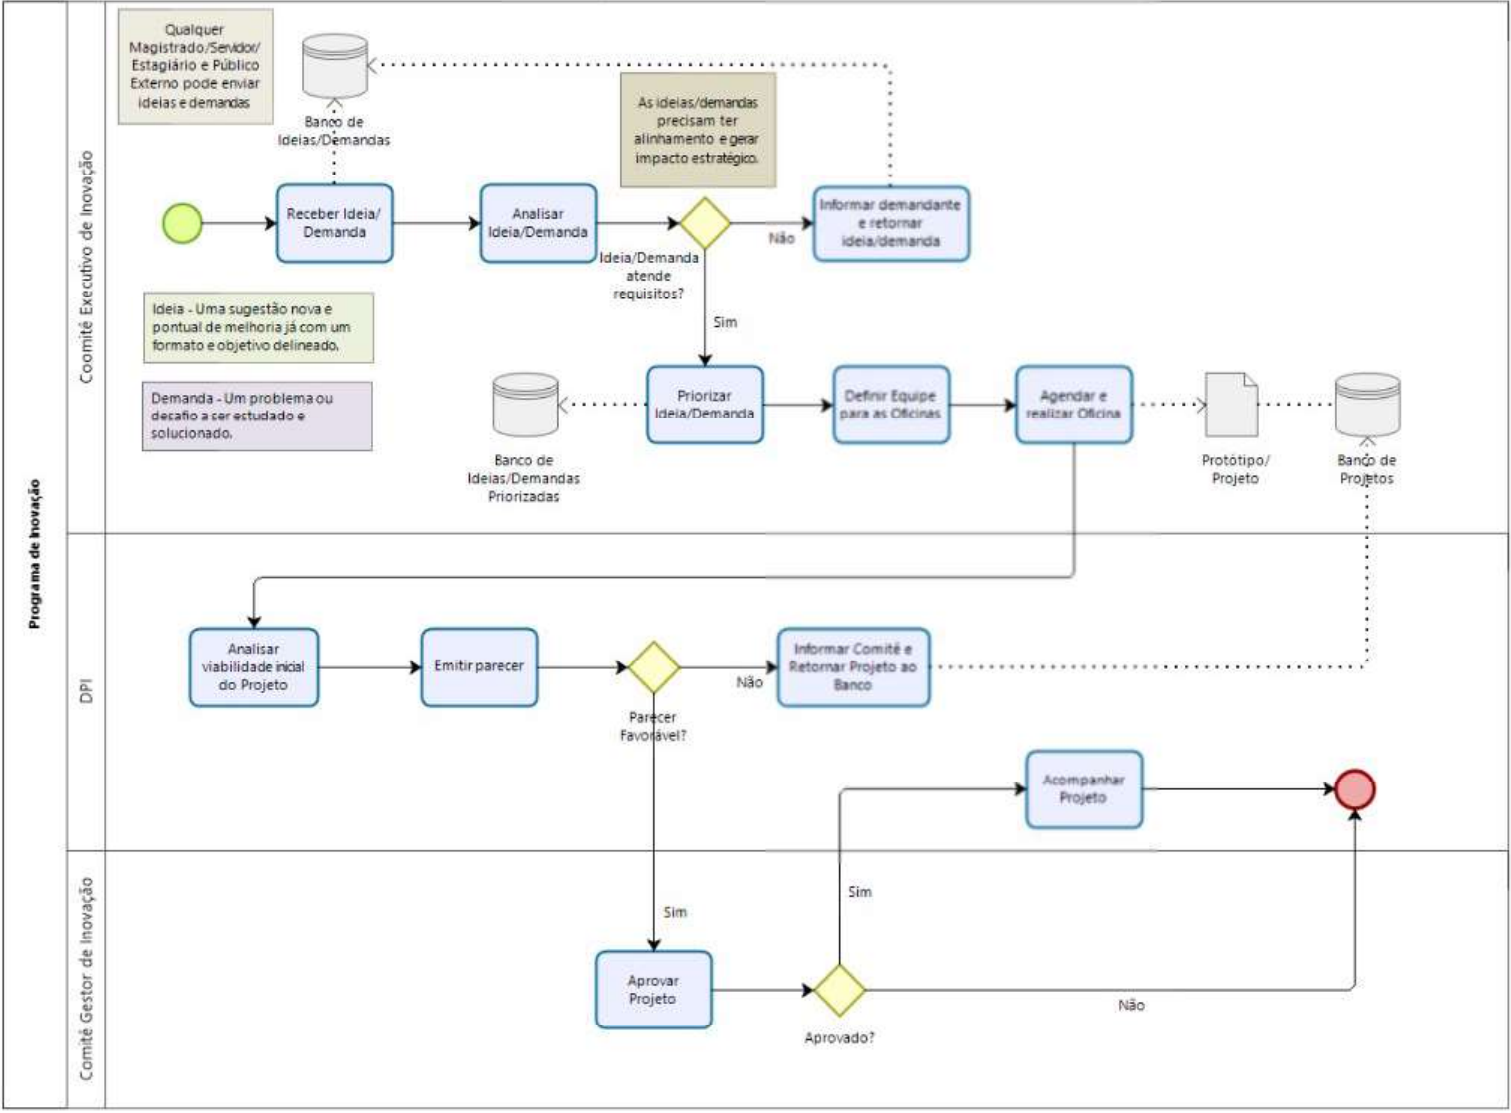 Programa de Inovação
Coomitê Executivo de Inovação
Qualquer
Magistrado/Servidor/
Estagiário e Público
Externo pode enviar
ideias e demandas
Banco de
Ideias/Demandas
As ideias/demandas
precisam ter
alinhamento e gerar
impacto estratégico.
Receber Ideia/
Demanda
Analisar
Ideia/Demanda
Ideia/Demanda
atende
requisitos?
Não
Informar demandante
e retornar
ideia/demanda
Sim
Ideia - Uma sugestão nova e
pontual de melhoria já com um
formato e objetivo delineado.
Demanda - Um problema ou
desafio a ser estudado e
solucionado.
Banco de
Ideias/Demandas
Priorizadas
Priorizar
Ideia/Demanda
Definir Equipe
para as Oficinas
Agendar e
realizar Oficina
Protótipo/
Projeto
Banco de
Projetos
DPI
Analisar
viabilidade inicial
do Projeto
Emitir parecer
Parecer
Favorável?
Não
Informar Comitê e
Retornar Projeto ao
Banco
Acompanhar
Projeto
Comitê Gestor de Inovação
Sim
Sim
Aprovar
Projeto
Aprovado?
Não